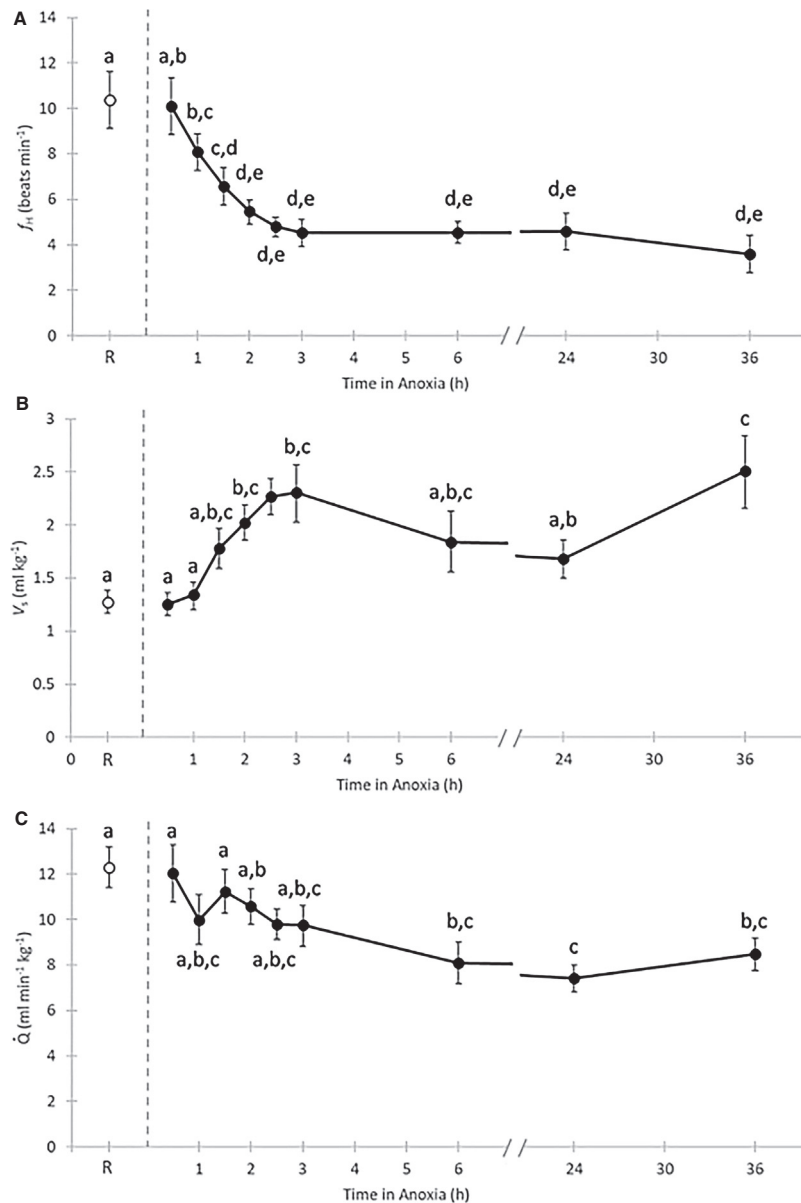 A
14
12
10
8
6
4
2
0
fH (beats min-1)
a
a,b
b,c
c,d
d,e
d,e
d,e
d,e
d,e
d,e
R
1
2
3
4
5
6
24
30
36
Time in Anoxia (h)
B
3
2.5
2
1.5
1
0.5
0
Vs (ml kg-1)
a
a
a
a,b,c
b,c
b,c
a,b,c
a,b
c
0
R
1
2
3
4
5
6
24
30
36
Time in Anoxia (h)
C
14
12
10
8
6
4
2
0
Q̇ (ml min-1 kg-1)
a
a
a,b,c
a
a,b
a,b,c
a,b,c
b,c
c
b,c
R
1
2
3
4
5
6
24
30
36
Time in Anoxia (h)